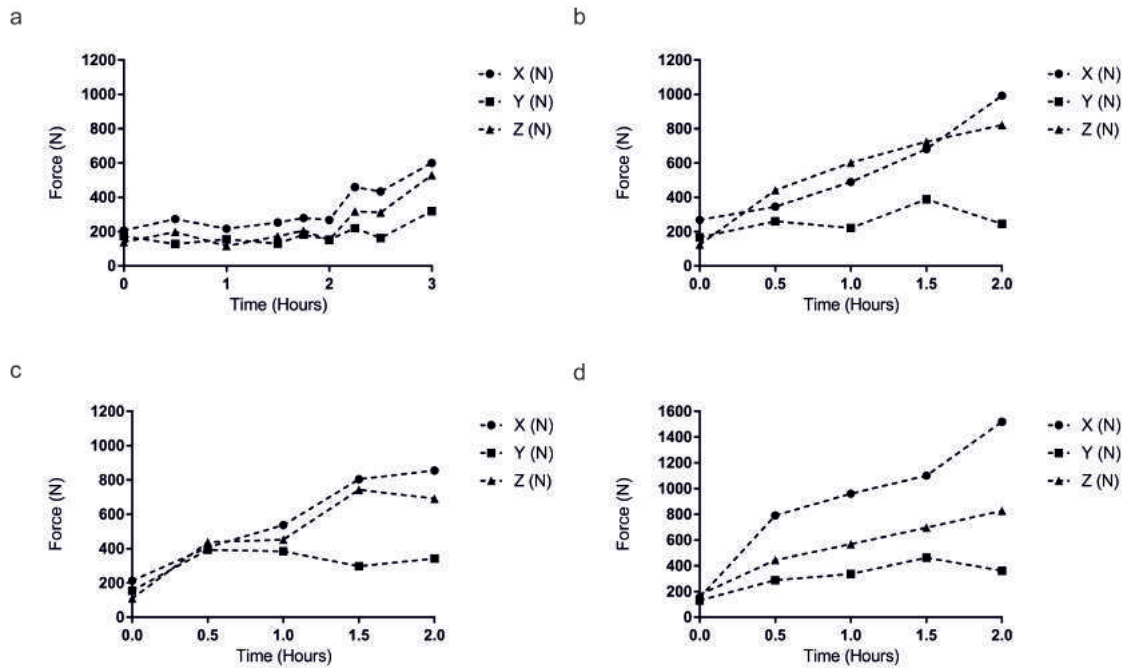 a
1200
1000
800
600
400
200
0
Force (N)
0 1 2 3
Time (Hours)
X (N)
Y (N)
Z (N)
b
1200
1000
800
600
400
200
0
Force (N)
0.0 0.5 1.0 1.5 2.0
Time (Hours)
X (N)
Y (N)
Z (N)
c
1200
1000
800
600
400
200
0
Force (N)
0.0 0.5 1.0 1.5 2.0
Time (Hours)
X (N)
Y (N)
Z (N)
d
1600
1400
1200
1000
800
600
400
200
0
Force (N)
0.0 0.5 1.0 1.5 2.0
Time (Hours)
X (N)
Y (N)
Z (N)